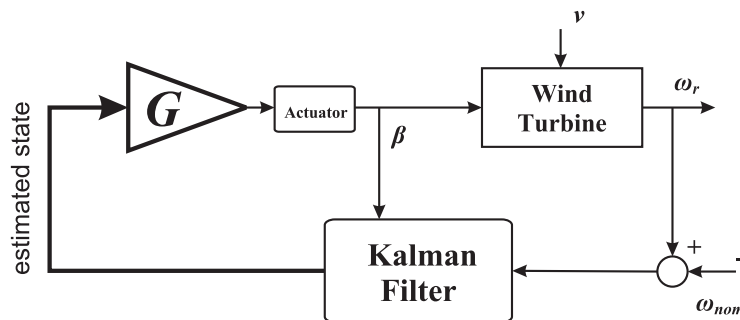 v
G
Actuator
Wind
Turbine
ωr
β
estimated state
Kalman
Filter
+
-
ωnom